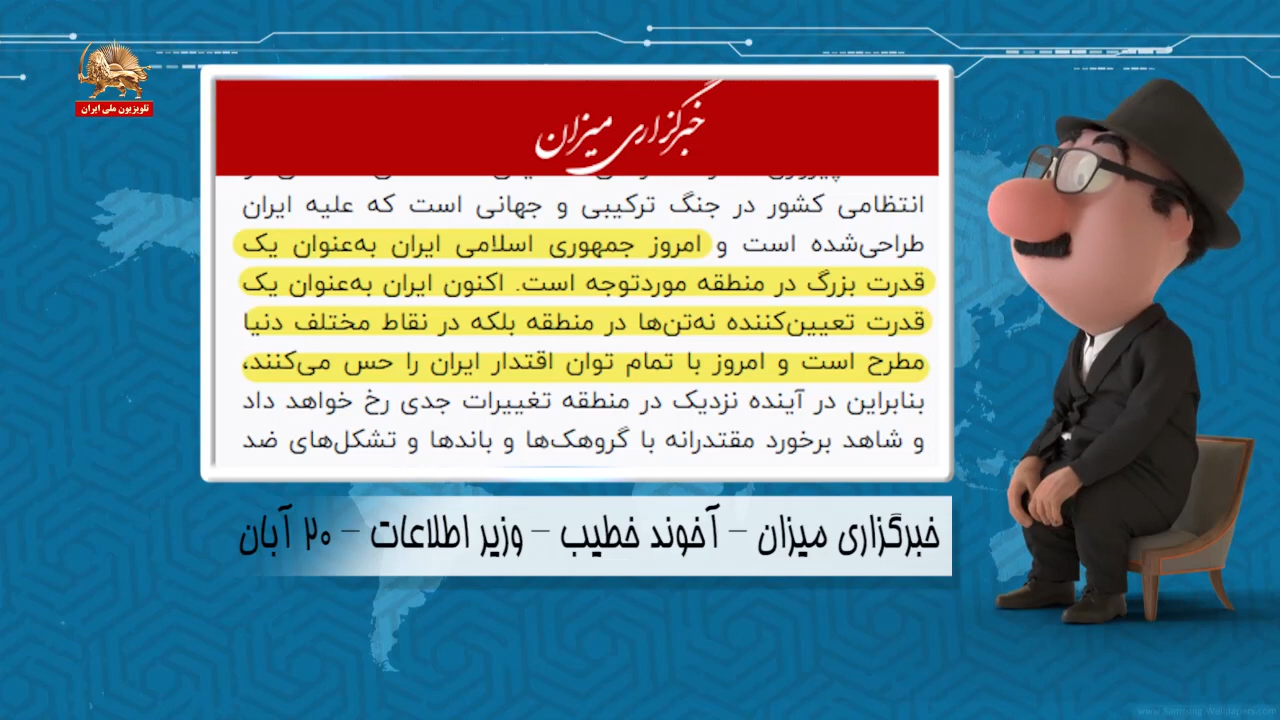 تلویزیون ملی ایران
خبرگزاری میزان
انتظامی کشور در جنگ ترکیبی و جهانی است که علیه ایران
طراحی‌شده است و امروز جمهوری اسلامی ایران به‌عنوان یک
قدرت بزرگ در منطقه موردتوجه است. اکنون ایران به‌عنوان یک
قدرت تعیین‌کننده نه‌تن‌ها در منطقه بلکه در نقاط مختلف دنیا
مطرح است و امروز با تمام توان اقتدار ایران را حس می‌کنند،
بنابراین در آینده نزدیک در منطقه تغییرات جدی رخ خواهد داد
و شاهد برخورد مقتدرانه با گروهک‌ها و باندها و تشکل‌های ضد
خبرگزاری میزان – آخوند خطیب – وزیر اطلاعات – ۲۰ آبان